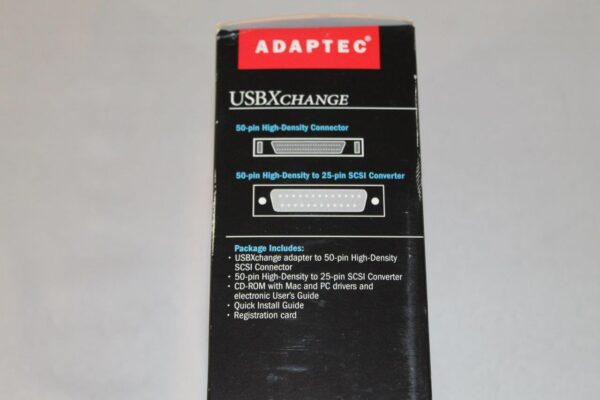 ADAPTEC®
USBXCHANGE
50-pin High-Density Connector
50-pin High-Density to 25-pin SCSI Converter
Package Includes:
• USBXchange adapter to 50-pin High-Density
SCSI Connector
• 50-pin High-Density to 25-pin SCSI Converter
• CD-ROM with Mac and PC drivers and
electronic User's Guide
• Quick Install Guide
• Registration card